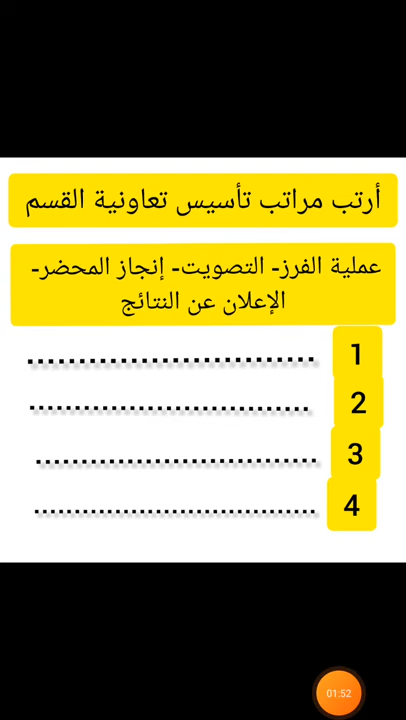 أرتب مراتب تأسيس تعاونية القسم
عملية الفرز- التصويت- إنجاز المحضر-
الإعلان عن النتائج
1 ............................
2 ............................
3 ............................
4 ............................
01:52